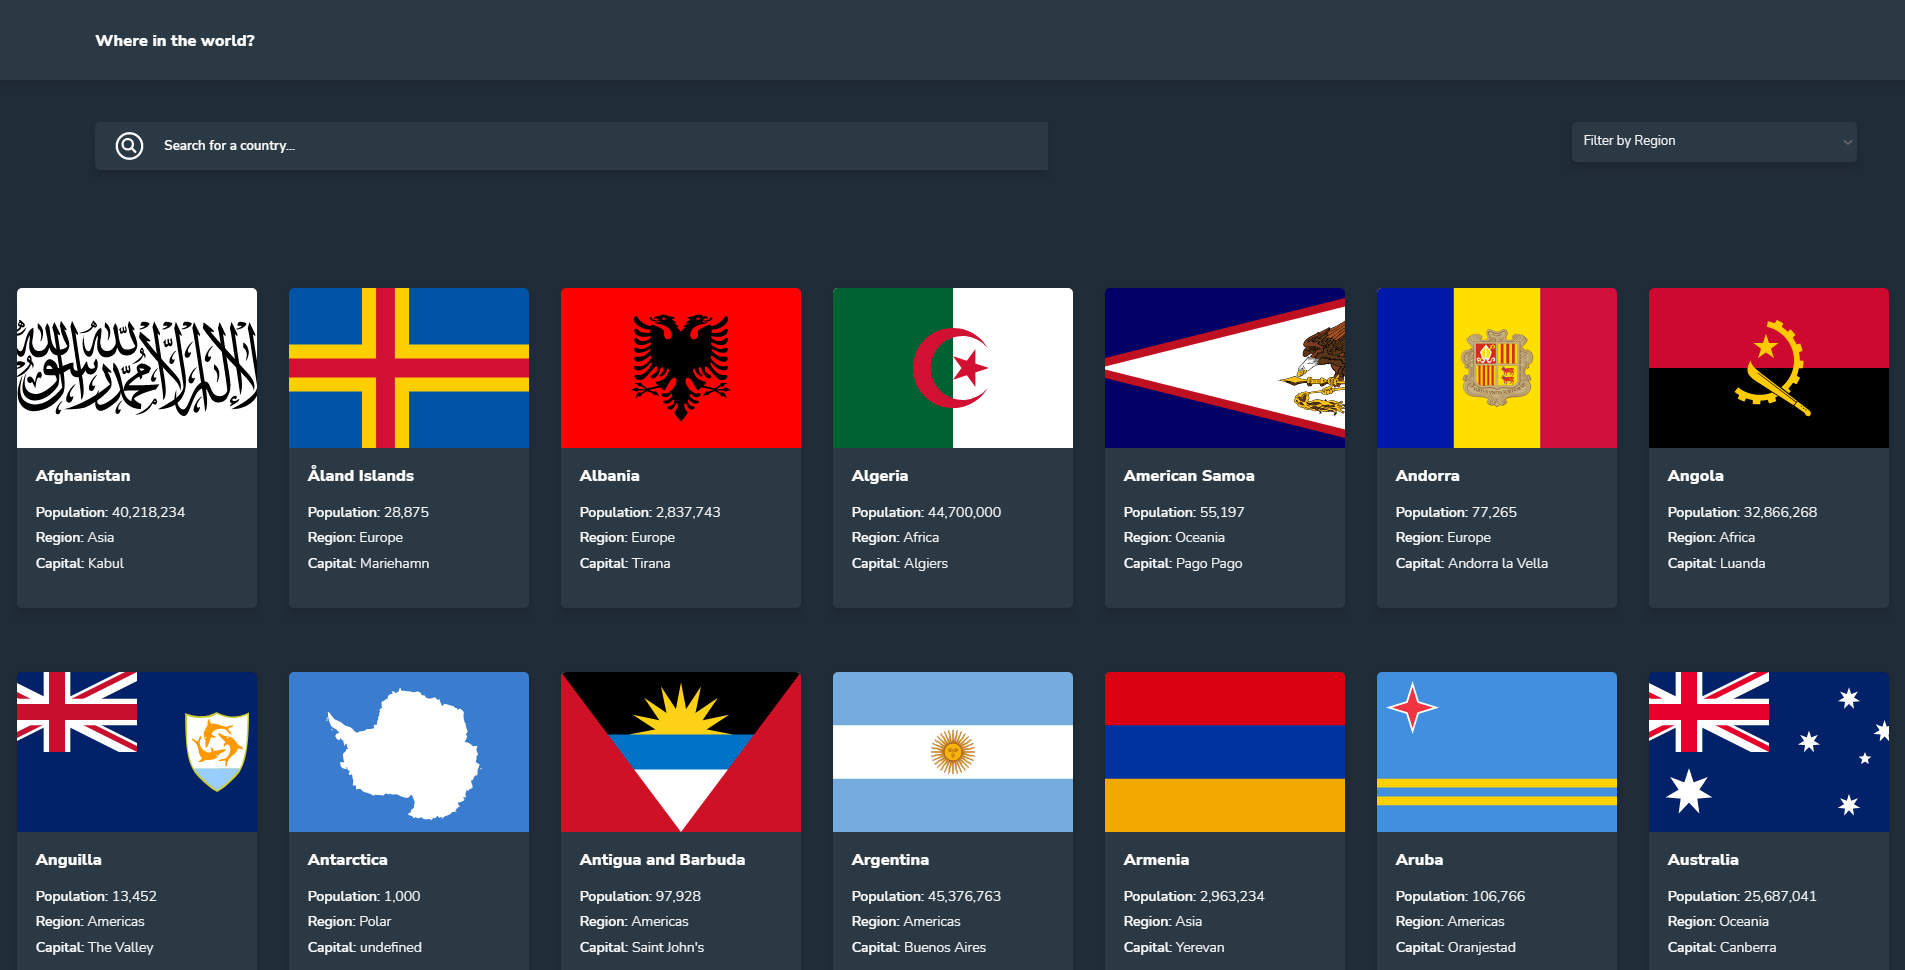 Where in the world?
Search for a country...
Filter by Region
Afghanistan
Population: 40,218,234
Region: Asia
Capital: Kabul
Åland Islands
Population: 28,875
Region: Europe
Capital: Mariehamn
Albania
Population: 2,837,743
Region: Europe
Capital: Tirana
Algeria
Population: 44,700,000
Region: Africa
Capital: Algiers
American Samoa
Population: 55,197
Region: Oceania
Capital: Pago Pago
Andorra
Population: 77,265
Region: Europe
Capital: Andorra la Vella
Angola
Population: 32,866,268
Region: Africa
Capital: Luanda
Anguilla
Population: 13,452
Region: Americas
Capital: The Valley
Antarctica
Population: 1,000
Region: Polar
Capital: undefined
Antigua and Barbuda
Population: 97,928
Region: Americas
Capital: Saint John's
Argentina
Population: 45,376,763
Region: Americas
Capital: Buenos Aires
Armenia
Population: 2,963,234
Region: Asia
Capital: Yerevan
Aruba
Population: 106,766
Region: Americas
Capital: Oranjestad
Australia
Population: 25,687,041
Region: Oceania
Capital: Canberra